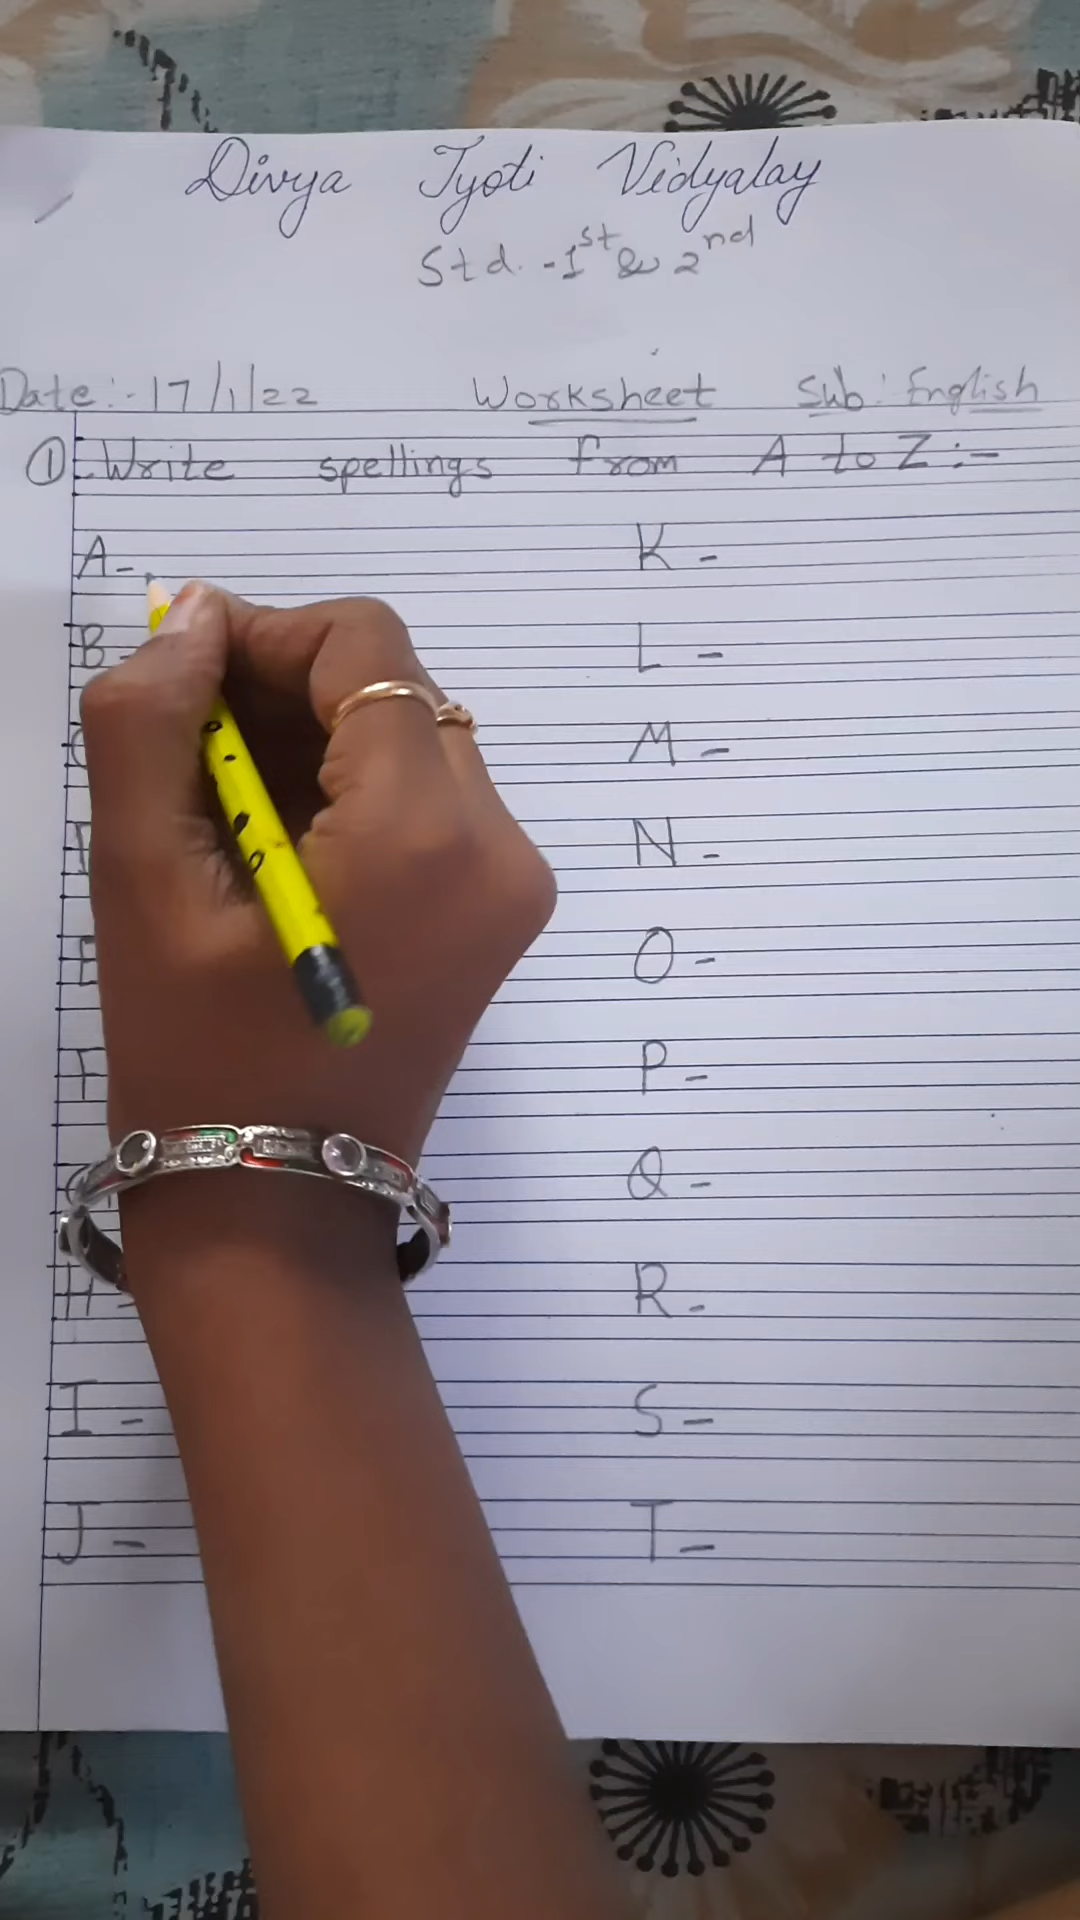 Divya Jyoti Vidyalay
Std. - 1st & 2nd
Date :- 17/1/22 Worksheet Sub : English
① Write spellings from A to Z :-
A -
K -
B -
L -
M -
N -
E
O -
F
P -
Q -
H -
R -
I -
S -
J -
T -